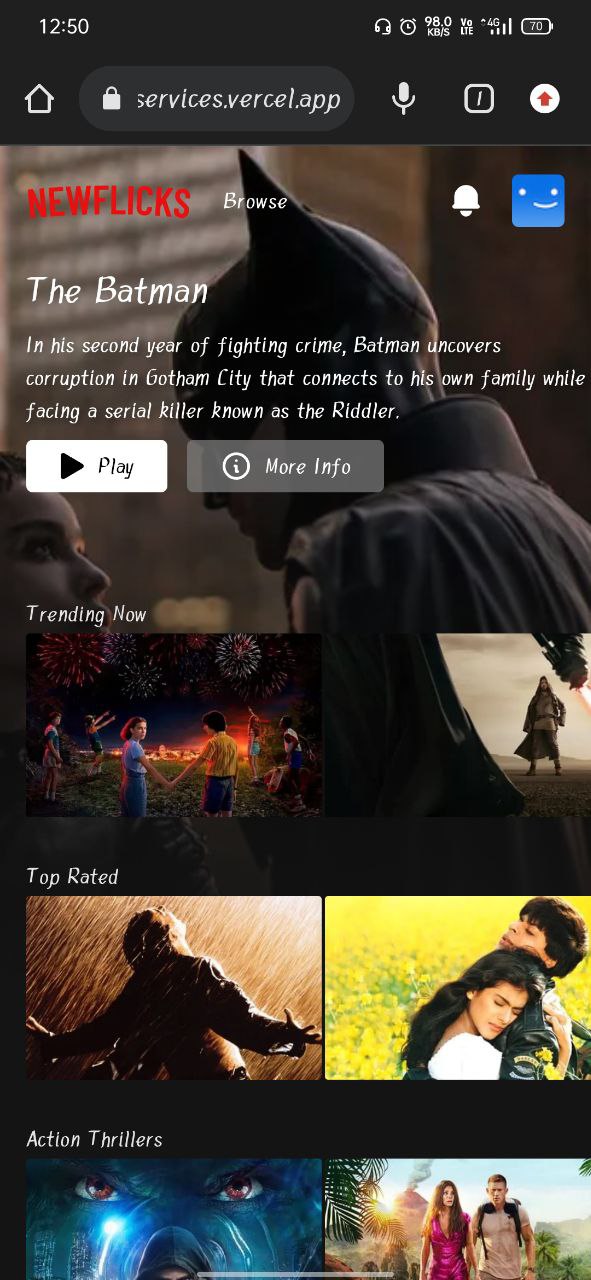 12:50
98.0 KB/S
Vo LTE
4G
70
services.vercel.app
1
NEWFLICKS
Browse
The Batman
In his second year of fighting crime, Batman uncovers
corruption in Gotham City that connects to his own family while
facing a serial killer known as the Riddler.
Play
More Info
Trending Now
Top Rated
Action Thrillers